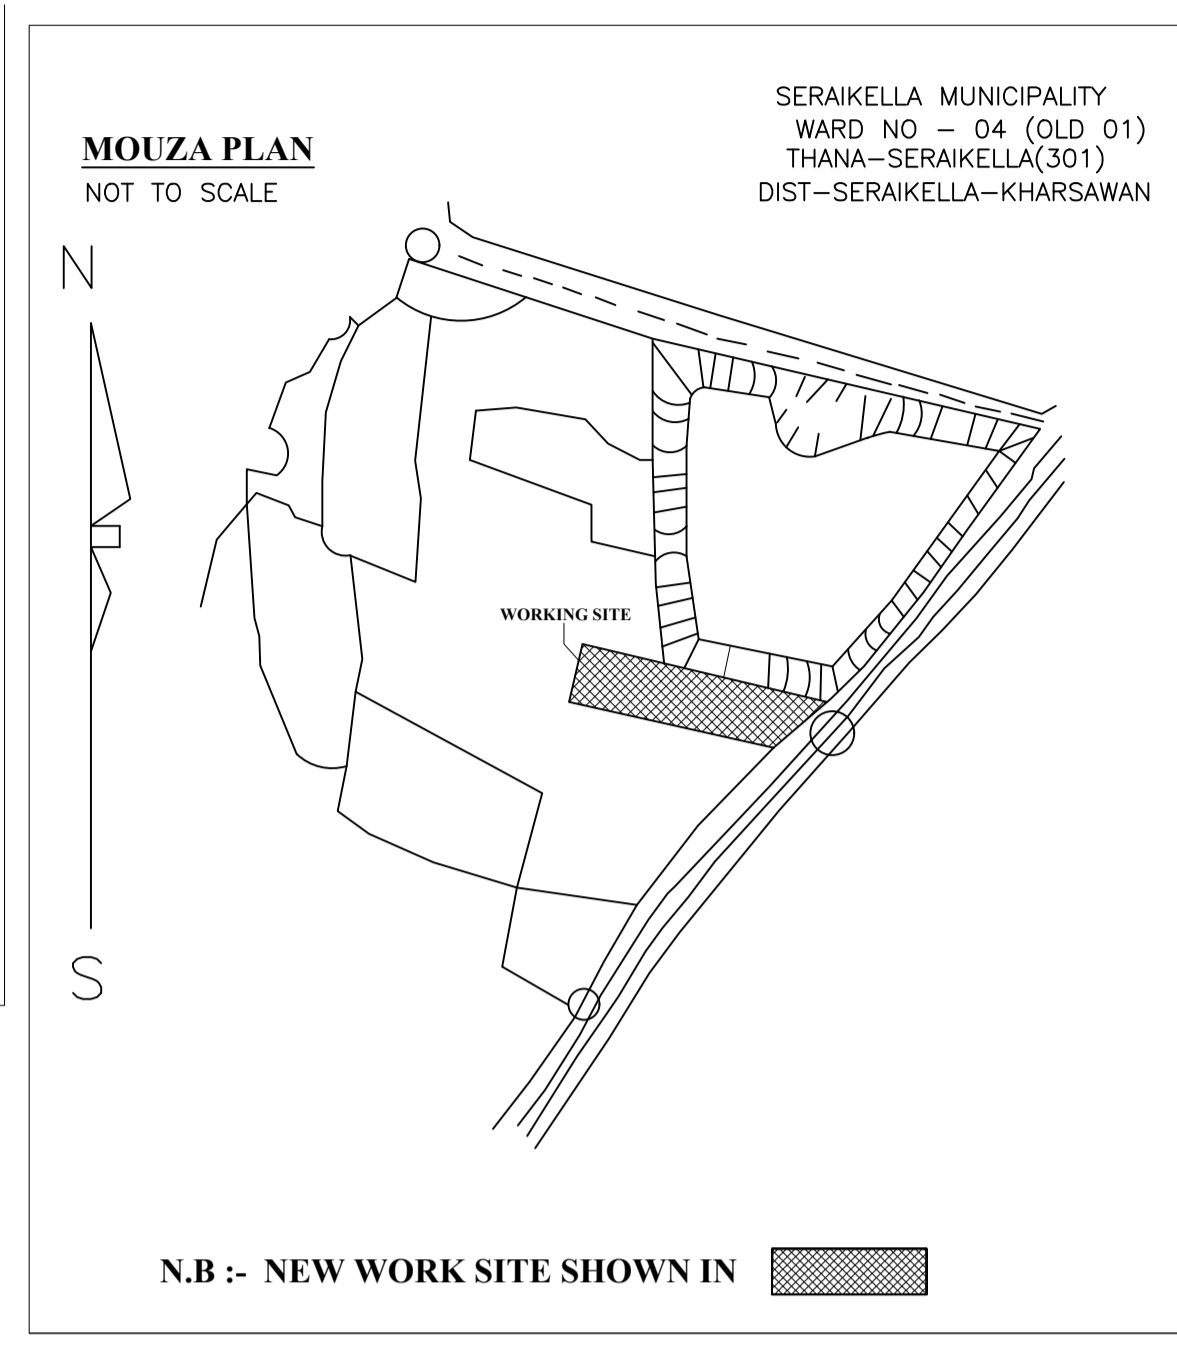 SERAIKELLA MUNICIPALITY
WARD NO - 04 (OLD 01)
THANA-SERAIKELLA(301)
DIST-SERAIKELLA-KHARSAWAN
MOUZA PLAN
NOT TO SCALE
N
WORKING SITE
S
N.B :- NEW WORK SITE SHOWN IN